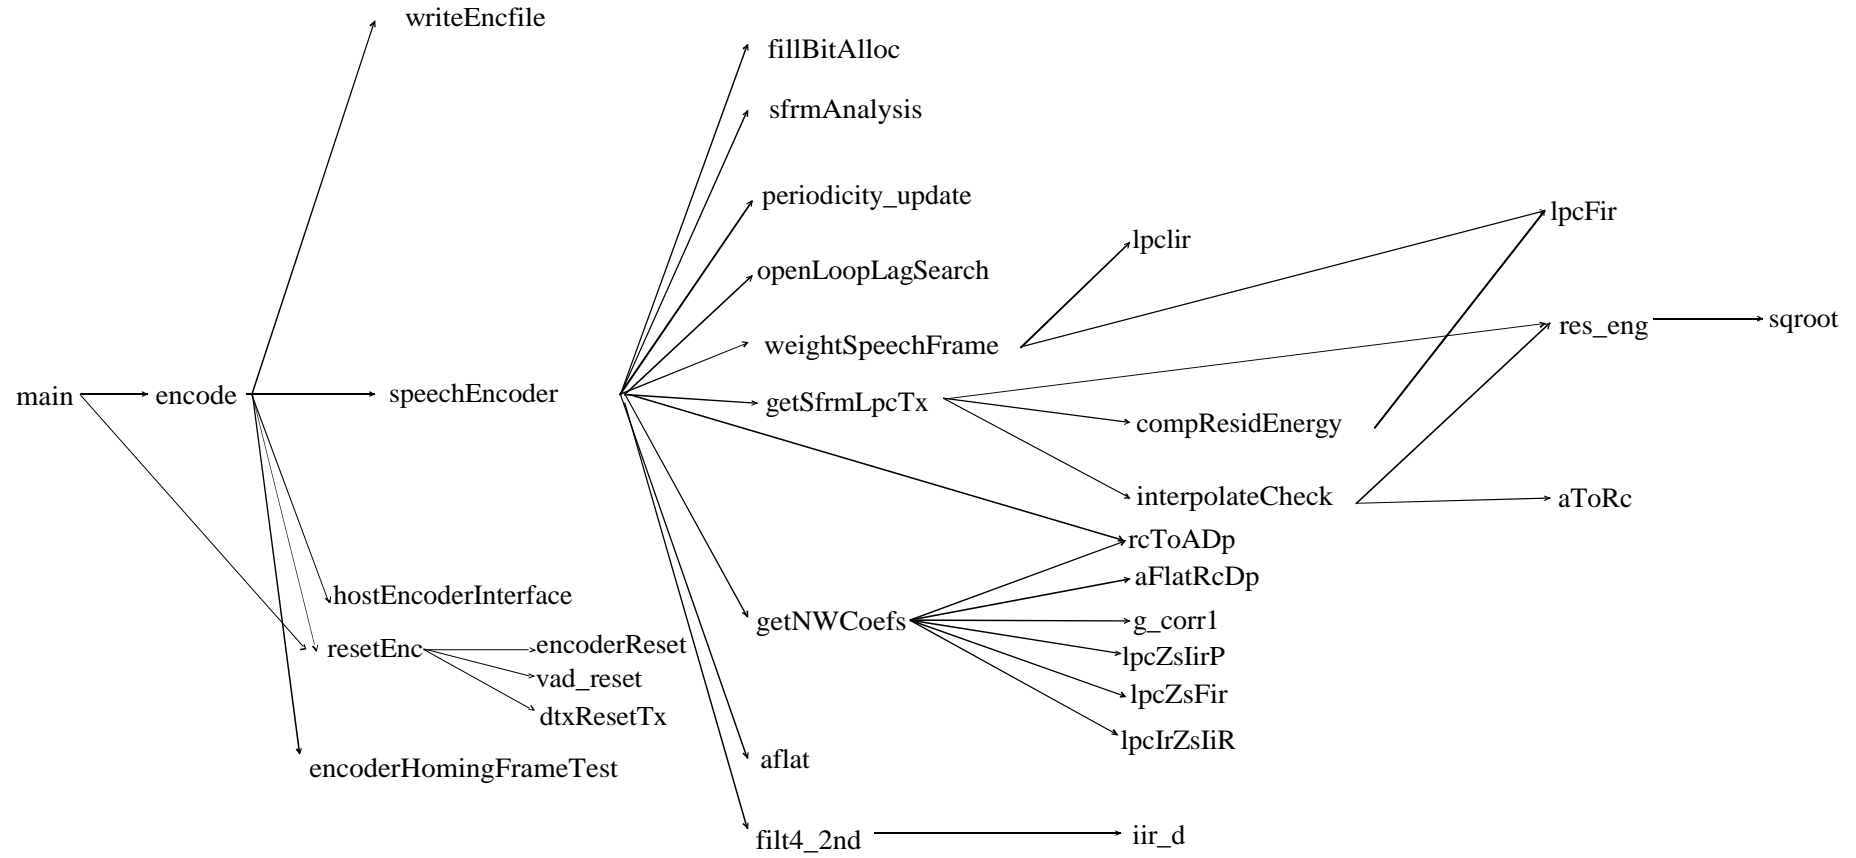 writeEncfile
fillBitAlloc
sfrmAnalysis
periodicity_update
lpcFir
lpclir
openLoopLagSearch
res_eng
sqroot
weightSpeechFrame
main
encode
speechEncoder
getSfrmLpcTx
compResidEnergy
interpolateCheck
aToRc
rcToADp
aFlatRcDp
hostEncoderInterface
getNWCoefs
g_corr1
resetEnc
encoderReset
lpcZsIirP
vad_reset
lpcZsFir
dtxResetTx
lpcIrZsIiR
encoderHomingFrameTest
aflat
filt4_2nd
iir_d